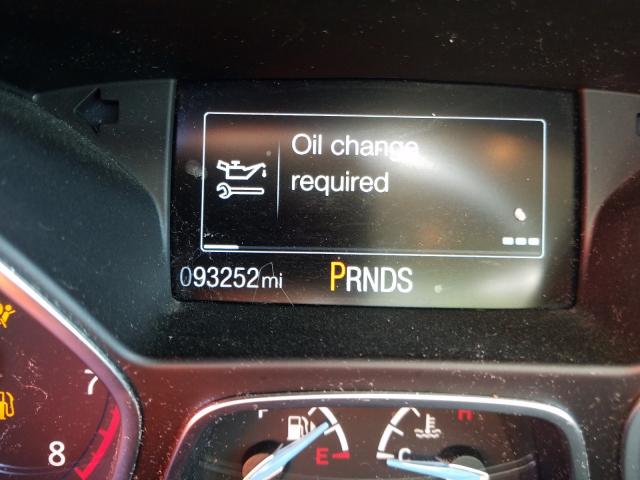 Oil change
required
093252mi PRNDS
7
8
F
E
H
C